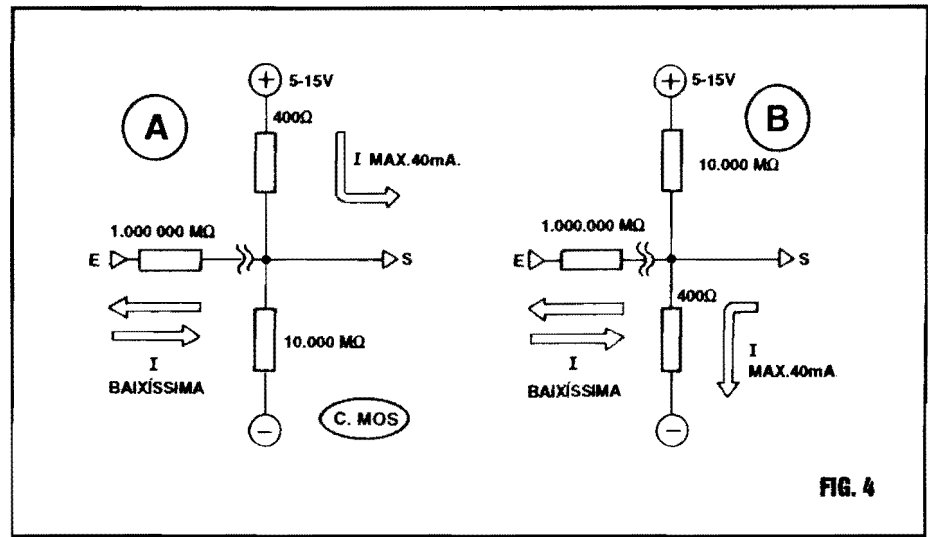 A
5-15V
400Ω
I MAX.40mA.
1.000 000 MΩ
E
S
10.000 MΩ
I
BAIXÍSSIMA
C. MOS
B
5-15V
10.000 MΩ
1.000.000 MΩ
E
S
400Ω
I
BAIXÍSSIMA
I
MAX.40mA
FIG. 4